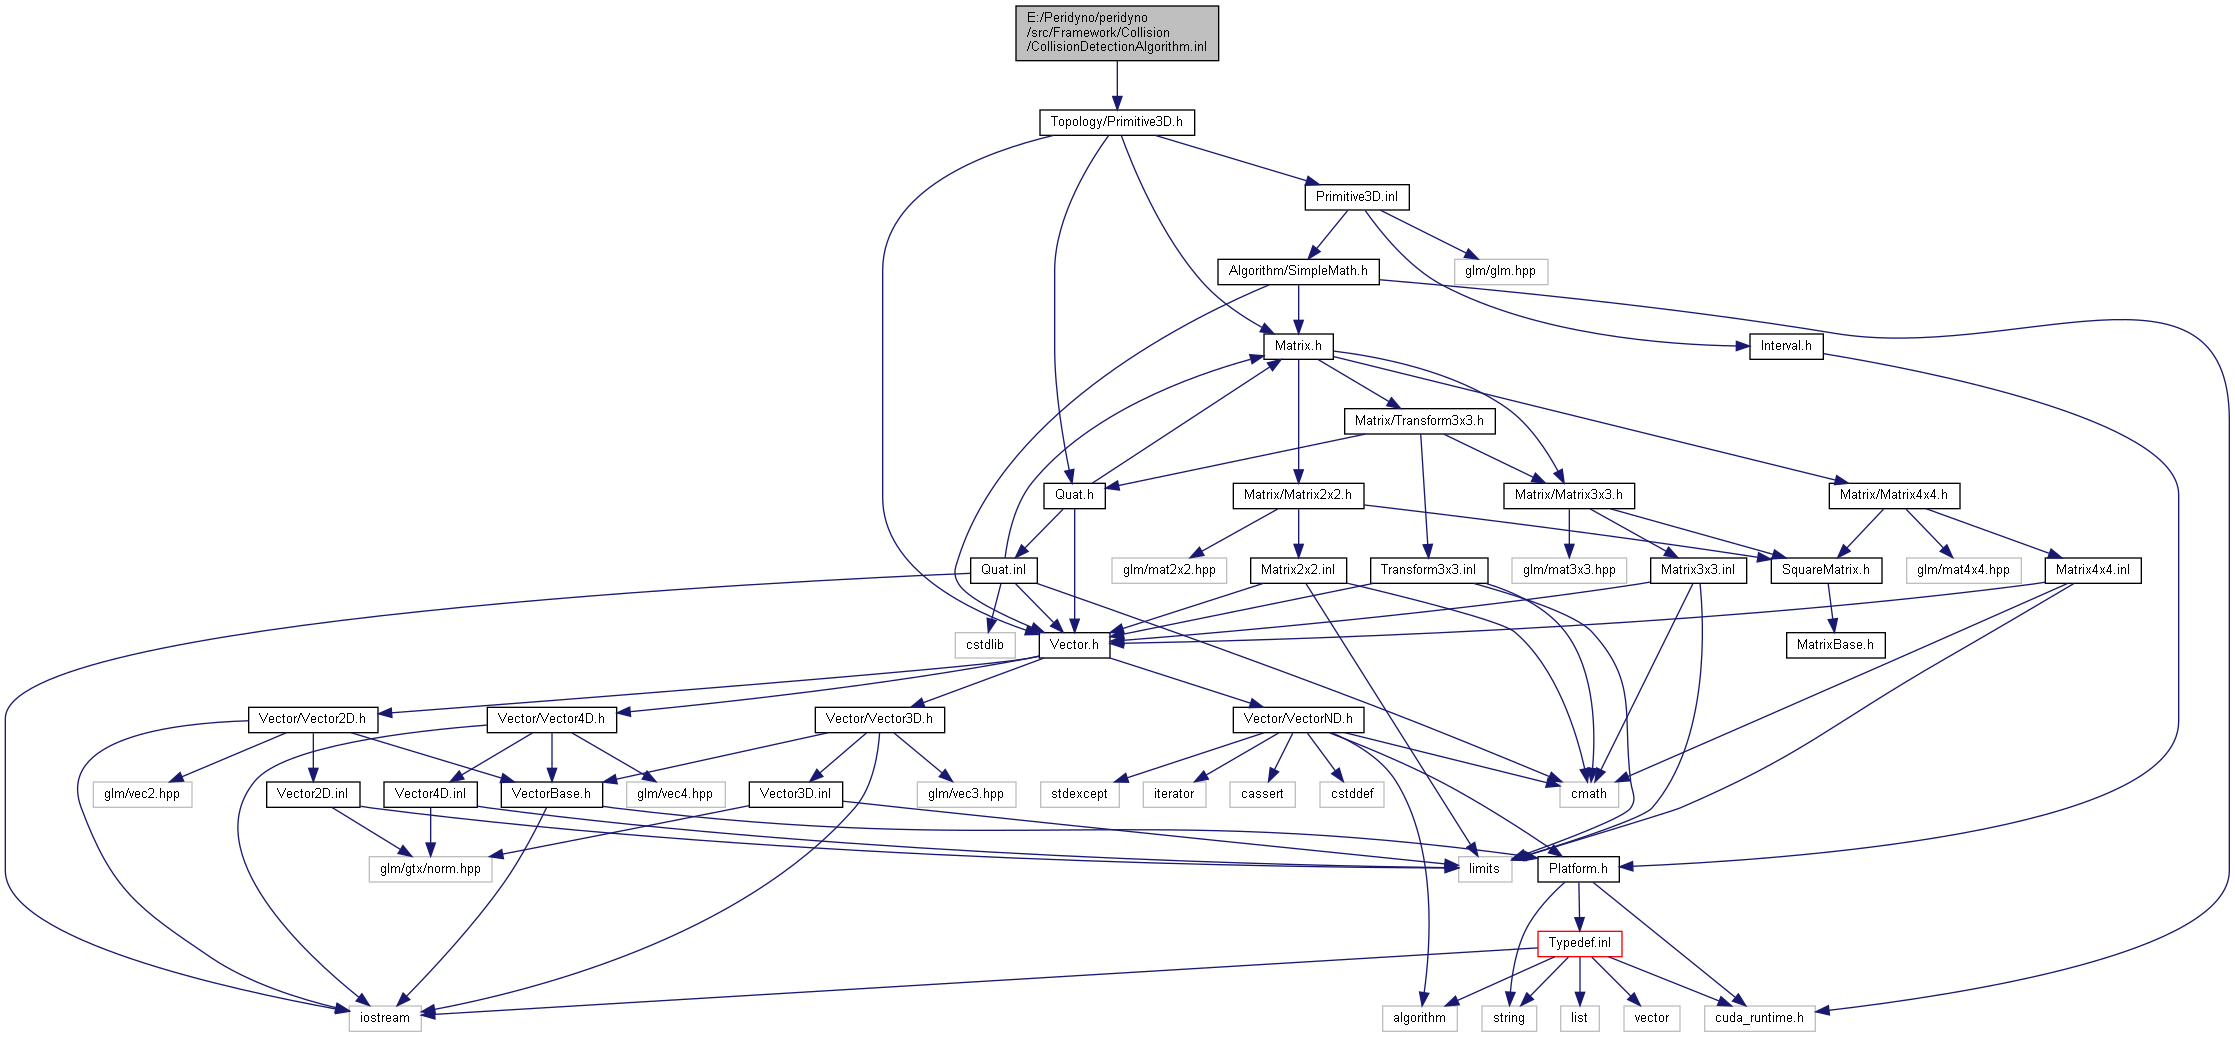 E:/Peridyno/peridyno
/src/Framework/Collision
/CollisionDetectionAlgorithm.inl
Topology/Primitive3D.h
Primitive3D.inl
Algorithm/SimpleMath.h
glm/glm.hpp
Matrix.h
Interval.h
Matrix/Transform3x3.h
Quat.h
Matrix/Matrix2x2.h
Matrix/Matrix3x3.h
Matrix/Matrix4x4.h
Quat.inl
glm/mat2x2.hpp
Matrix2x2.inl
Transform3x3.inl
glm/mat3x3.hpp
Matrix3x3.inl
SquareMatrix.h
glm/mat4x4.hpp
Matrix4x4.inl
cstdlib
Vector.h
MatrixBase.h
Vector/Vector2D.h
Vector/Vector4D.h
Vector/Vector3D.h
Vector/VectorND.h
glm/vec2.hpp
Vector2D.inl
Vector4D.inl
VectorBase.h
glm/vec4.hpp
Vector3D.inl
glm/vec3.hpp
stdexcept
iterator
cassert
cstddef
cmath
glm/gtx/norm.hpp
limits
Platform.h
Typedef.inl
iostream
algorithm
string
list
vector
cuda_runtime.h